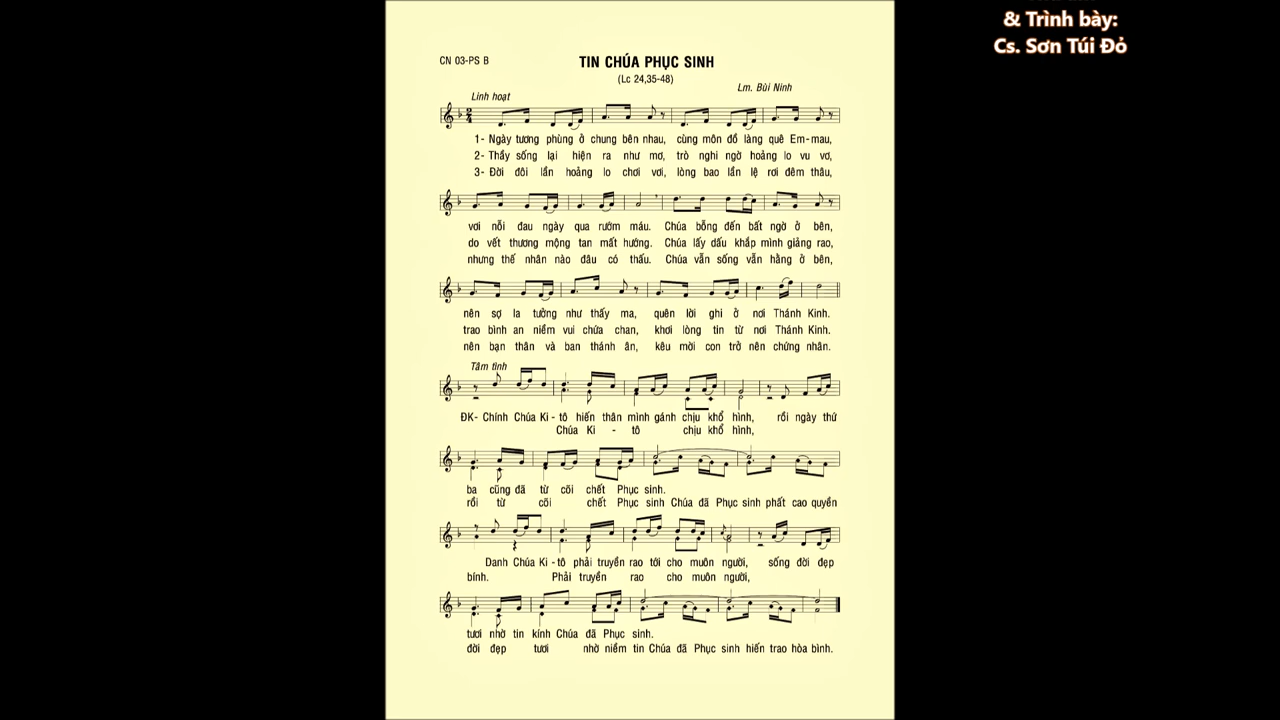 & Trình bày:
Cs. Sơn Túi Đỏ
CN 03-PS B
TIN CHÚA PHỤC SINH
(Lc 24,35-48)
Lm. Bùi Ninh
Linh hoạt
1- Ngày tương phùng ở chung bên nhau, cùng môn đồ làng quê Em-mau,
2- Thầy sống lại hiện ra như mơ, trò nghi ngờ hoảng lo vu vơ,
3- Đời đôi lần hoảng lo chơi vơi, lòng bao lần lệ rơi đêm thâu,
vơi nỗi đau ngày qua rướm máu. Chúa bỗng đến bất ngờ ở bên,
do vết thương mộng tan mất hướng. Chúa lấy dấu khắp mình giảng rao,
nhưng thế nhân nào đâu có thấu. Chúa vẫn sống vẫn hằng ở bên,
nên sợ la tưởng như thấy ma, quên lời ghi ở nơi Thánh Kinh.
trao bình an niềm vui chứa chan, khơi lòng tin từ nơi Thánh Kinh.
nên bạn thân và ban thánh ân, kêu mời con trở nên chứng nhân.
Tâm tình
ĐK- Chính Chúa Ki - tô hiến thân mình gánh chịu khổ hình, rồi ngày thứ
Chúa Ki - tô chịu khổ hình,
ba cũng đã từ cõi chết Phục sinh.
rồi từ cõi chết Phục sinh Chúa đã Phục sinh phất cao quyền
Danh Chúa Ki - tô phải truyền rao tới cho muôn người, sống đời đẹp
bính. Phải truyền rao cho muôn người,
tươi nhờ tin kính Chúa đã Phục sinh.
đời đẹp tươi nhờ niềm tin Chúa đã Phục sinh hiến trao hòa bình.